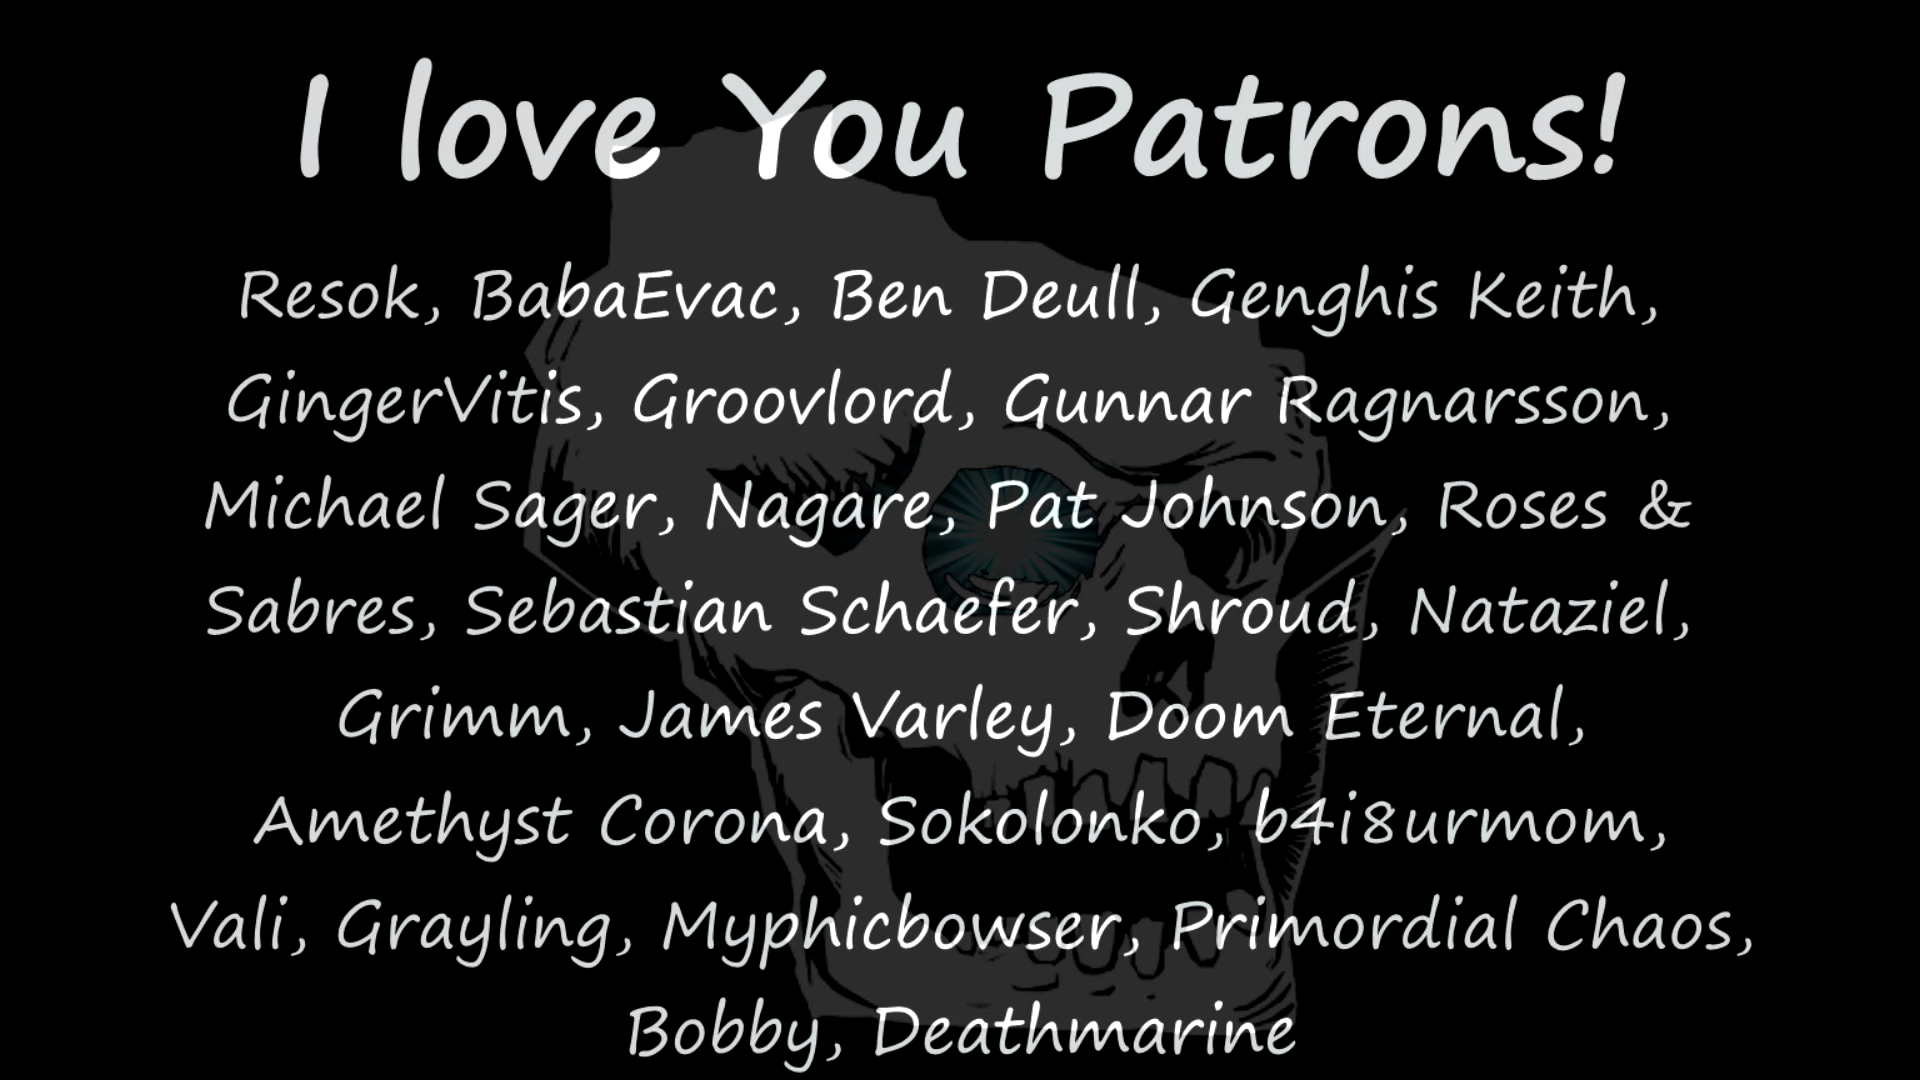 I love You Patrons!
Resok, BabaEvac, Ben Deull, Genghis Keith,
GingerVitis, Groovlord, Gunnar Ragnarsson,
Michael Sager, Nagare, Pat Johnson, Roses &
Sabres, Sebastian Schaefer, Shroud, Nataziel,
Grimm, James Varley, Doom Eternal,
Amethyst Corona, Sokolonko, b4i8urmom,
Vali, Grayling, Myphicbowser, Primordial Chaos,
Bobby, Deathmarine